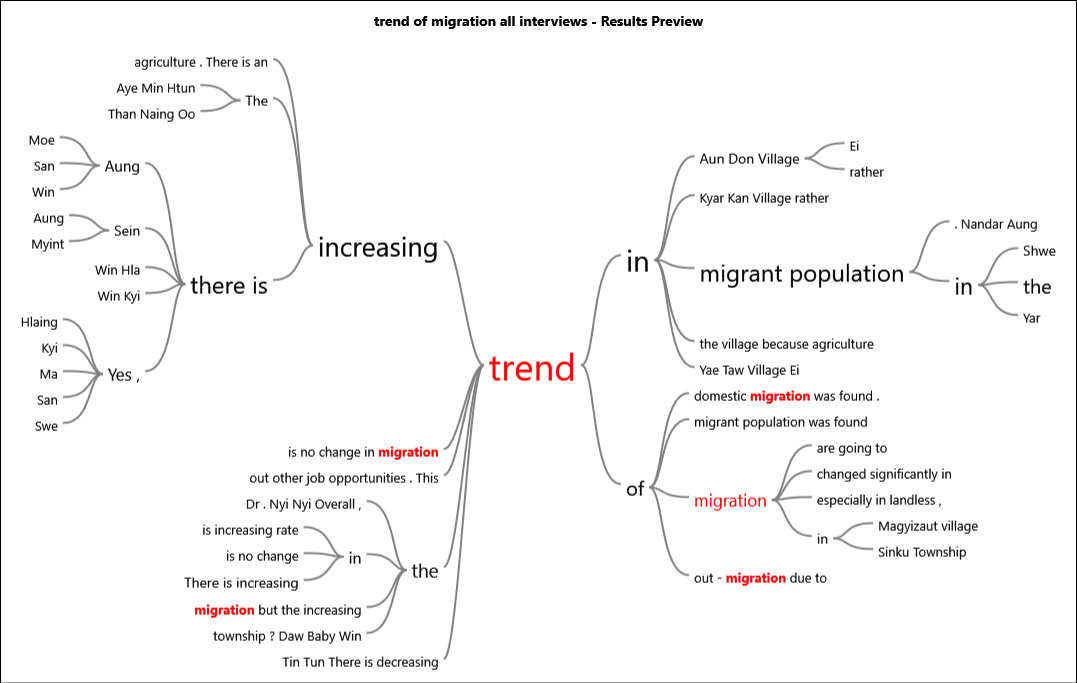 trend of migration all interviews - Results Preview
agriculture . There is an
Aye Min Htun
Than Naing Oo
The
Moe
San
Win
Aung
Aung
Myint
Sein
Win Hla
Win Kyi
there is
Hlaing
Kyi
Ma
San
Swe
Yes ,
increasing
is no change in migration
out other job opportunities . This
Dr . Nyi Nyi Overall ,
is increasing rate
is no change
There is increasing
in
migration but the increasing
township ? Daw Baby Win
the
Tin Tun There is decreasing
trend
in
Aun Don Village
Ei
rather
Kyar Kan Village rather
migrant population
. Nandar Aung
in
Shwe
the
Yar
the village because agriculture
Yae Taw Village Ei
of
domestic migration was found .
migrant population was found
migration
are going to
changed significantly in
especially in landless ,
in
Magyizaut village
Sinku Township
out - migration due to